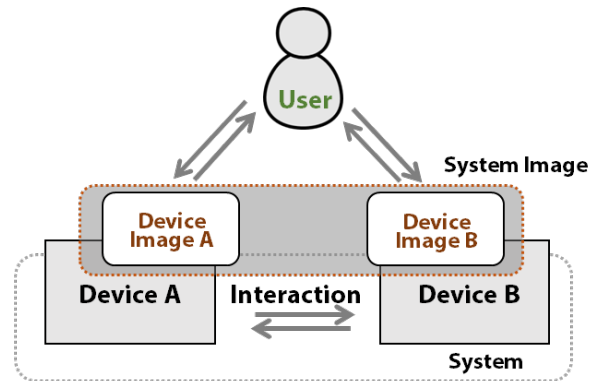 User
System Image
Device
Image A
Device
Image B
Device A
Interaction
Device B
System